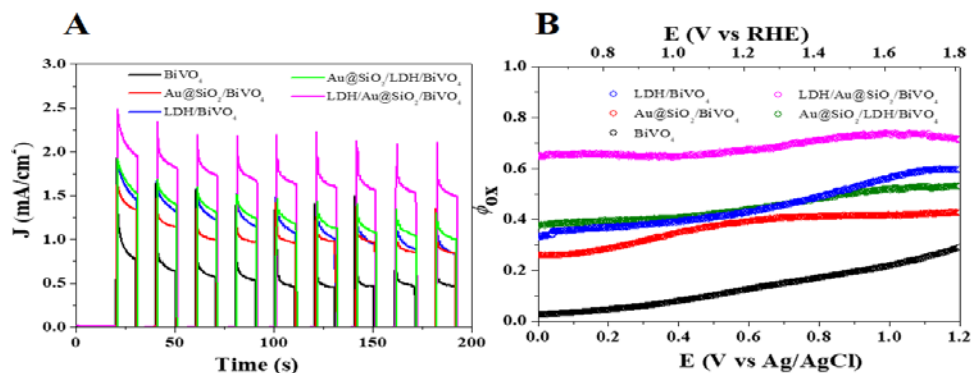 A
B
E (V vs RHE)
0.8 1.0 1.2 1.4 1.6 1.8
3.0
2.5
2.0
1.5
1.0
0.5
0.0
J (mA/cm²)
BiVO₄
Au@SiO₂/BiVO₄
LDH/BiVO₄
Au@SiO₂/LDH/BiVO₄
LDH/Au@SiO₂/BiVO₄
0 50 100 150 200
Time (s)
1.0
0.8
0.6
0.4
0.2
0.0
ϕox
LDH/BiVO₄
Au@SiO₂/BiVO₄
BiVO₄
LDH/Au@SiO₂/BiVO₄
Au@SiO₂/LDH/BiVO₄
0.0 0.2 0.4 0.6 0.8 1.0 1.2
E (V vs Ag/AgCl)